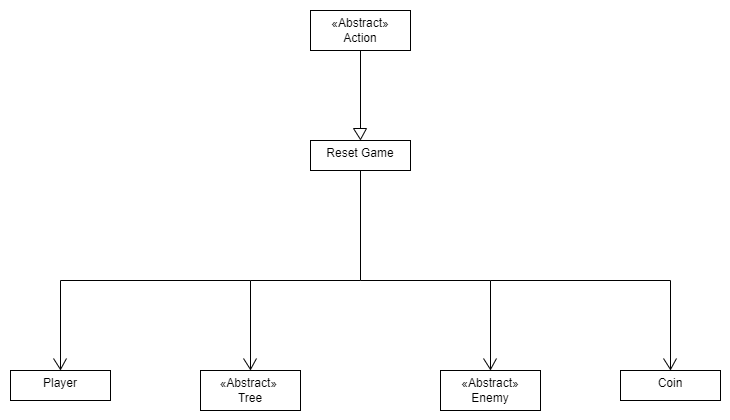 «Abstract»
Action
Reset Game
Player
«Abstract»
Tree
«Abstract»
Enemy
Coin